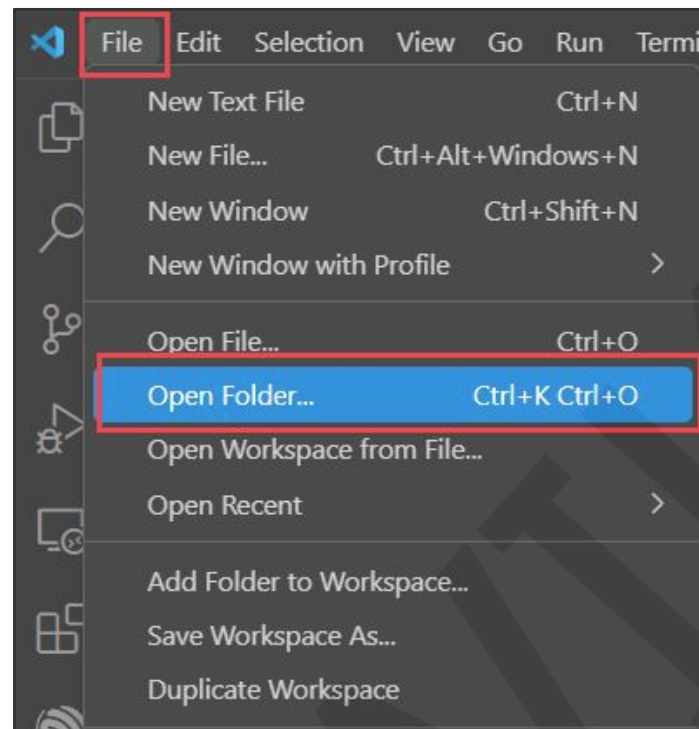 File Edit Selection View Go Run Termi
New Text File Ctrl+N
New File... Ctrl+Alt+Windows+N
New Window Ctrl+Shift+N
New Window with Profile
Open File... Ctrl+O
Open Folder... Ctrl+K Ctrl+O
Open Workspace from File...
Open Recent
Add Folder to Workspace...
Save Workspace As...
Duplicate Workspace